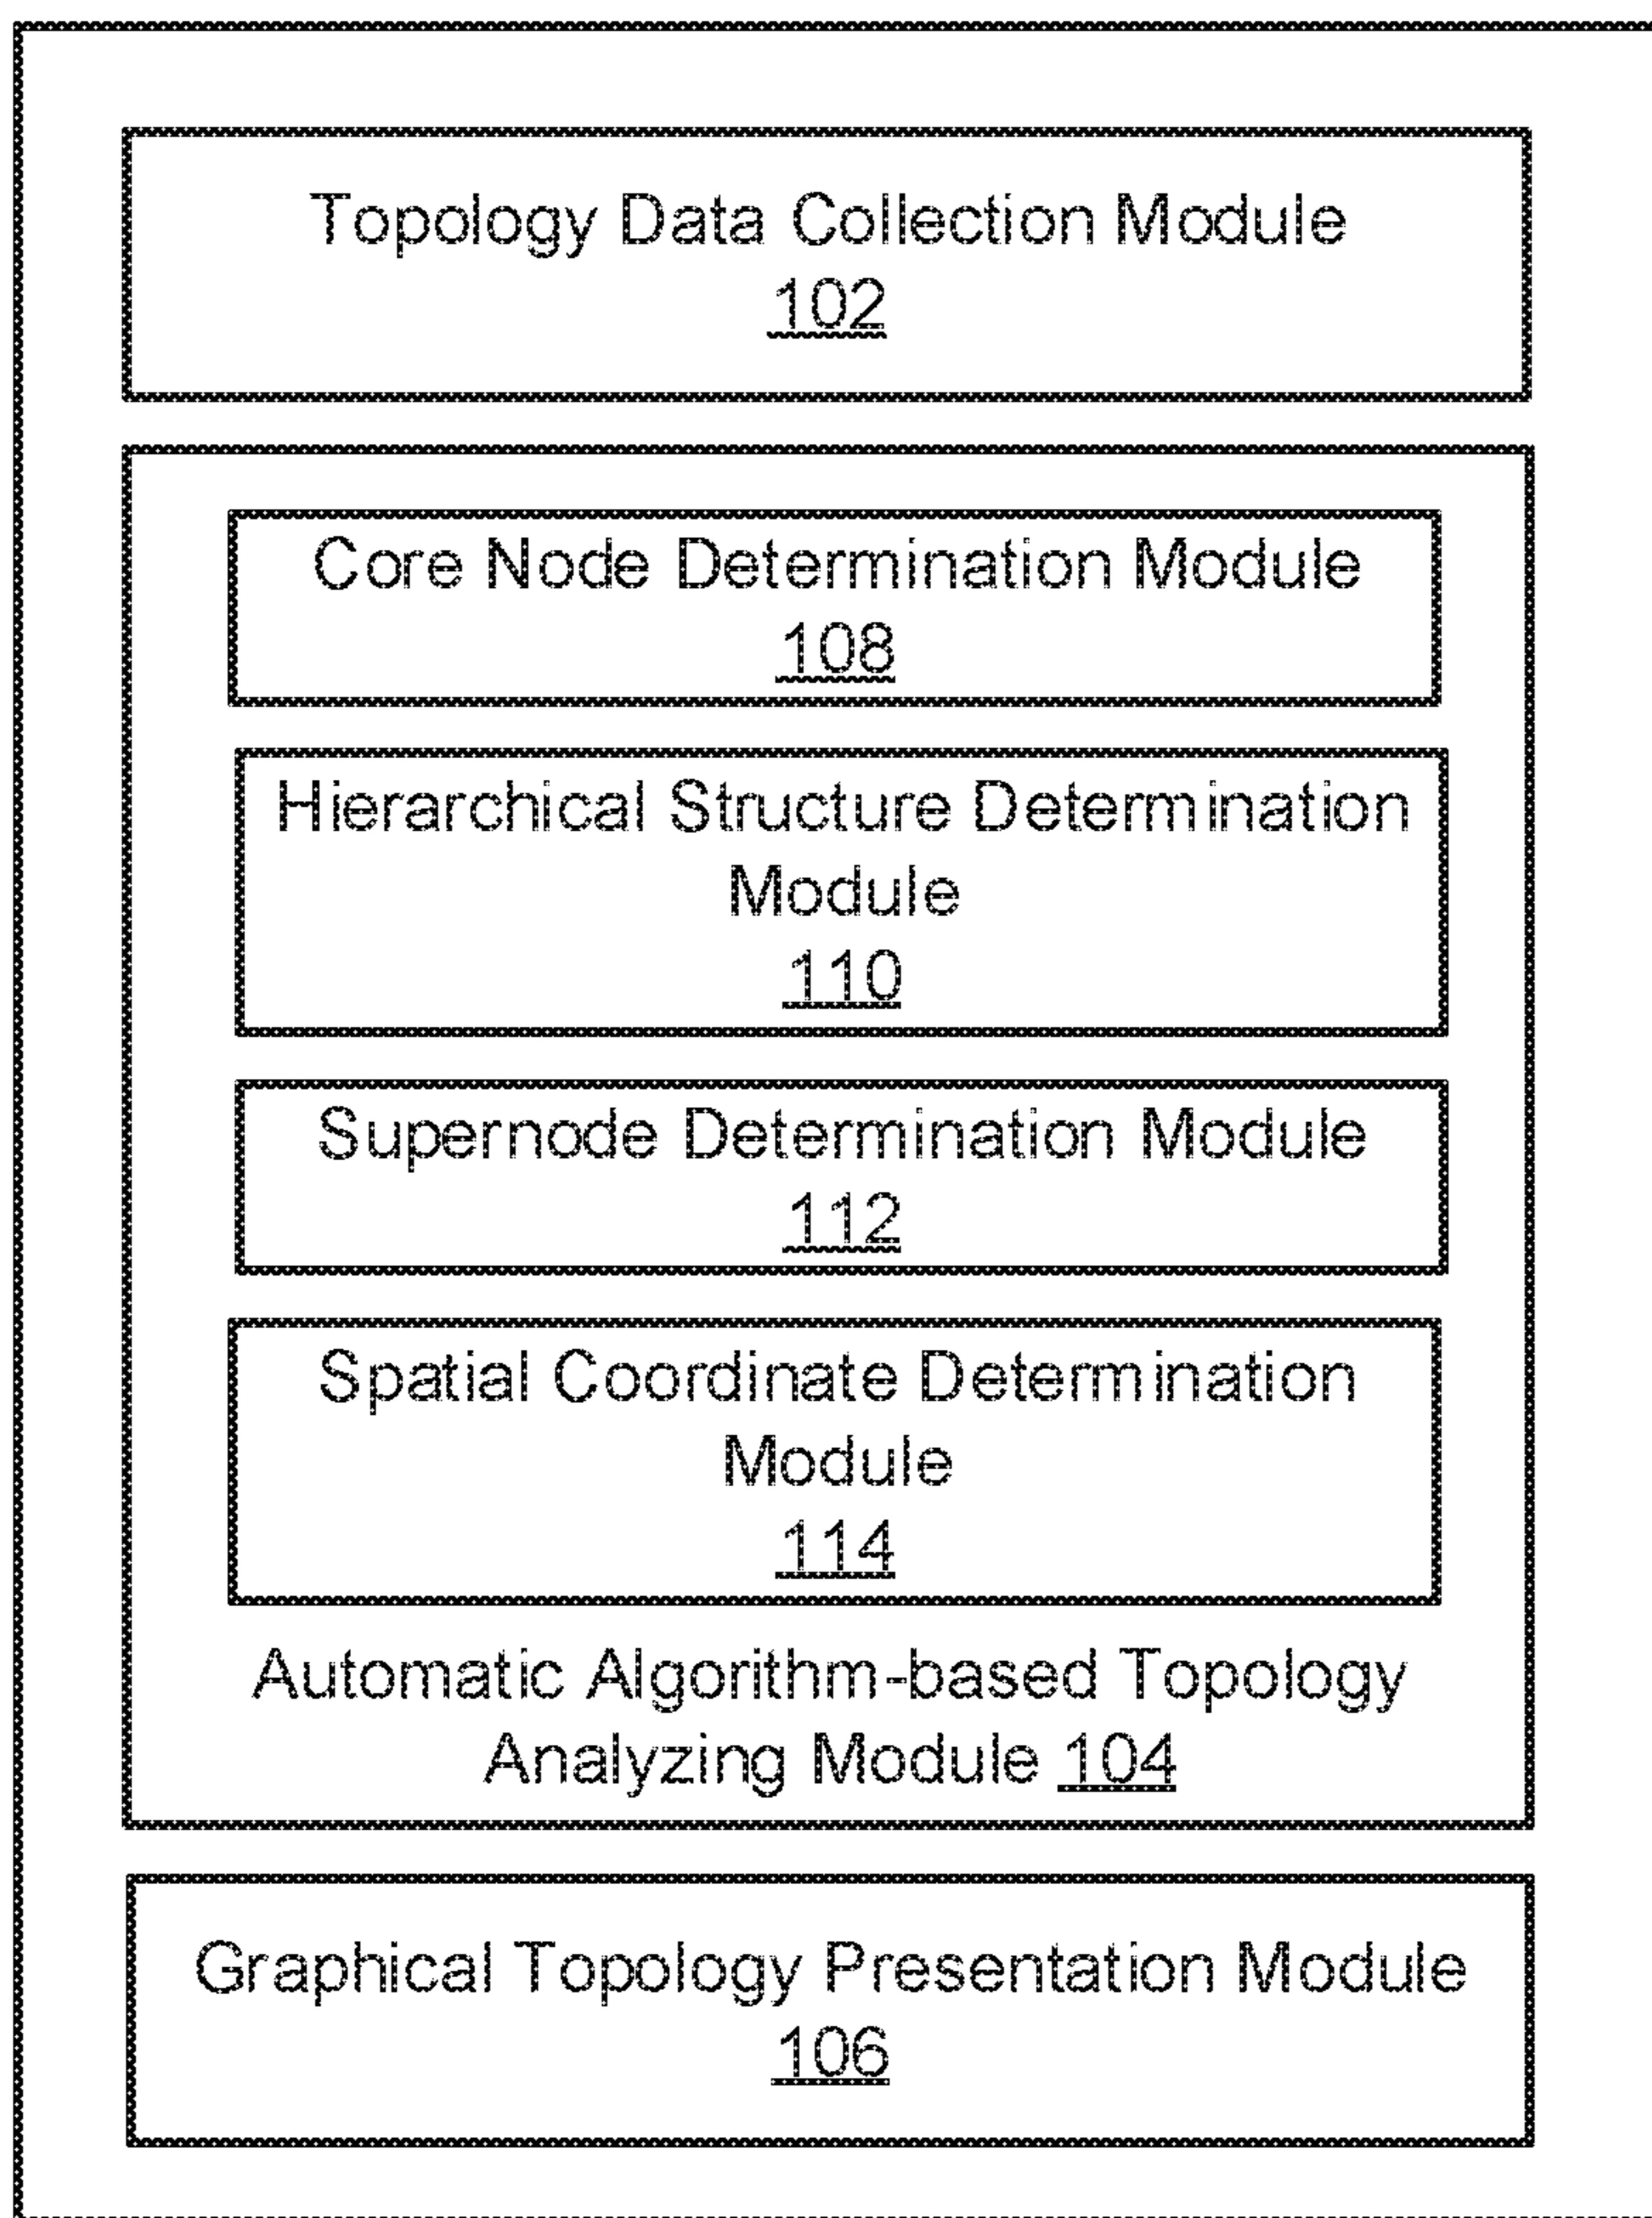 Topology Data Collection Module
102
Core Node Determination Module
108
Hierarchical Structure Determination
Module
110
Supernode Determination Module
112
Spatial Coordinate Determination
Module
114
Automatic Algorithm-based Topology
Analyzing Module 104
Graphical Topology Presentation Module
106